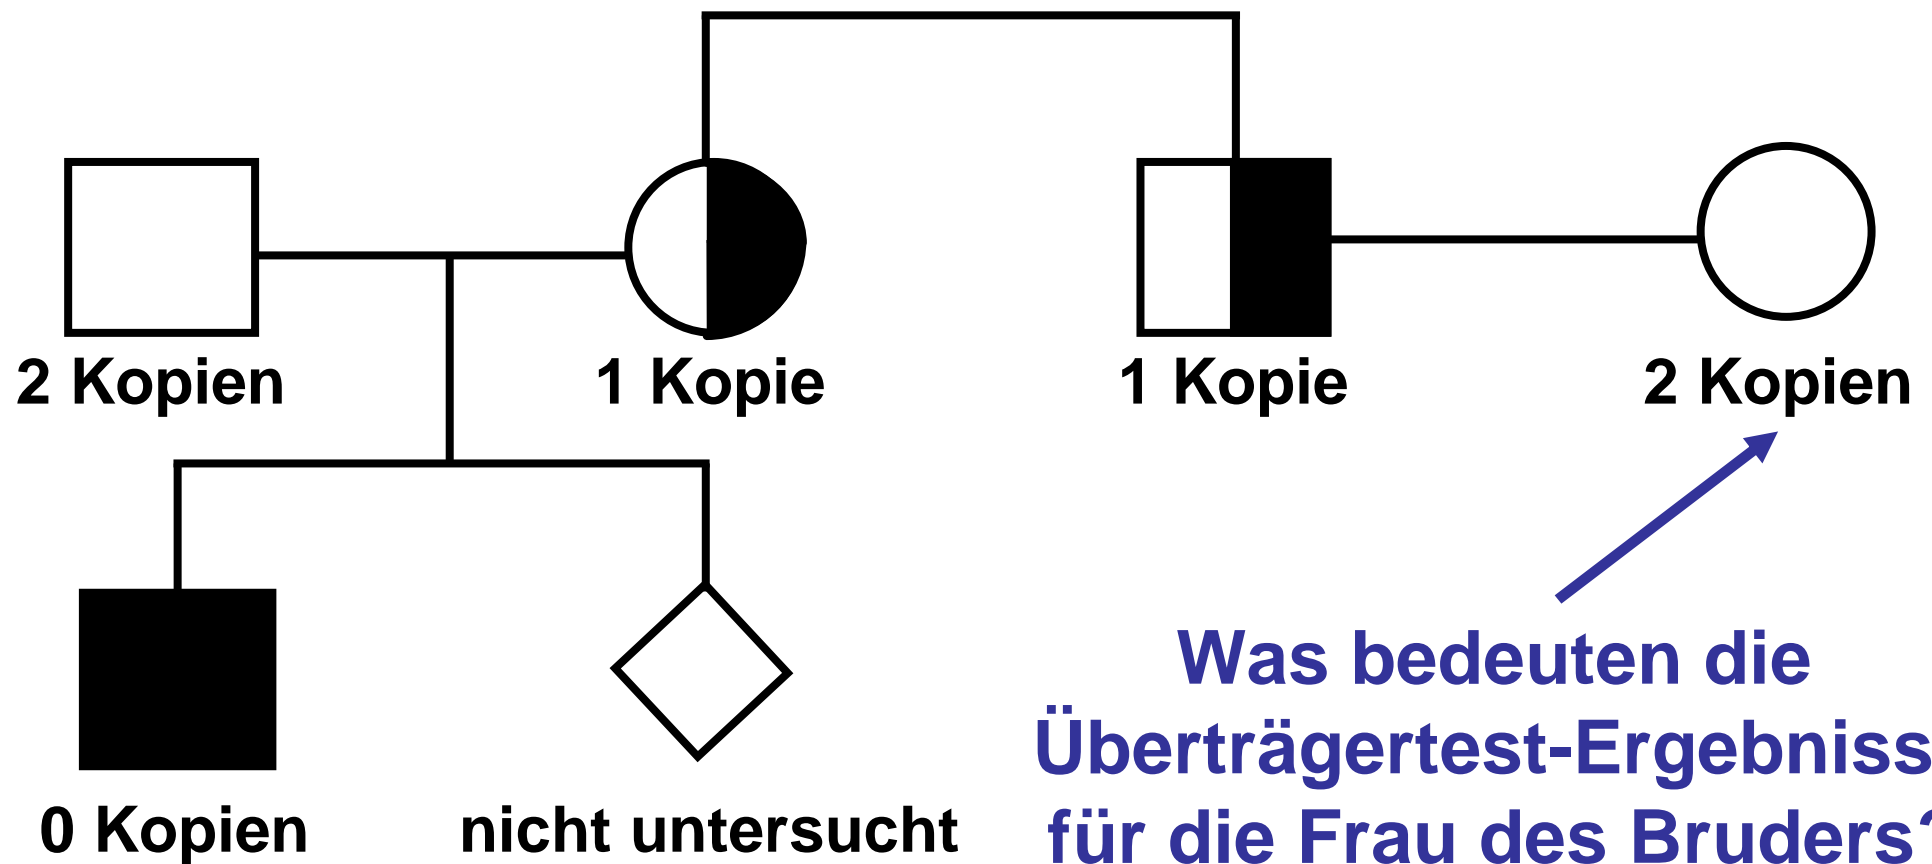 2 Kopien
1 Kopie
1 Kopie
2 Kopien
0 Kopien
nicht untersucht
Was bedeuten die
Überträgertest-Ergebniss
für die Frau des Bruders?